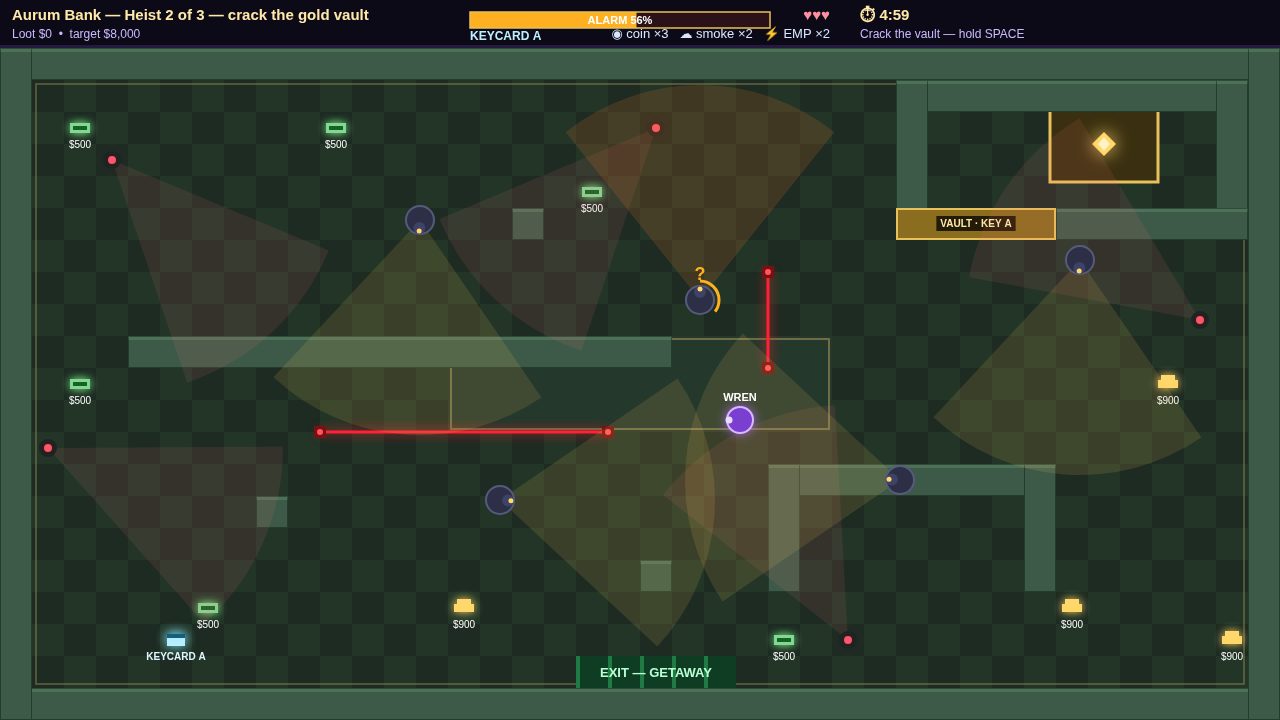 Aurum Bank — Heist 2 of 3 — crack the gold vault
Loot $0 • target $8,000
ALARM 56%
KEYCARD A
coin ×3 smoke ×2 EMP ×2
4:59
Crack the vault — hold SPACE
$500
$500
$500
VAULT · KEY A
?
WREN
$500
$900
$500
$900
$900
KEYCARD A
$500
$900
EXIT — GETAWAY